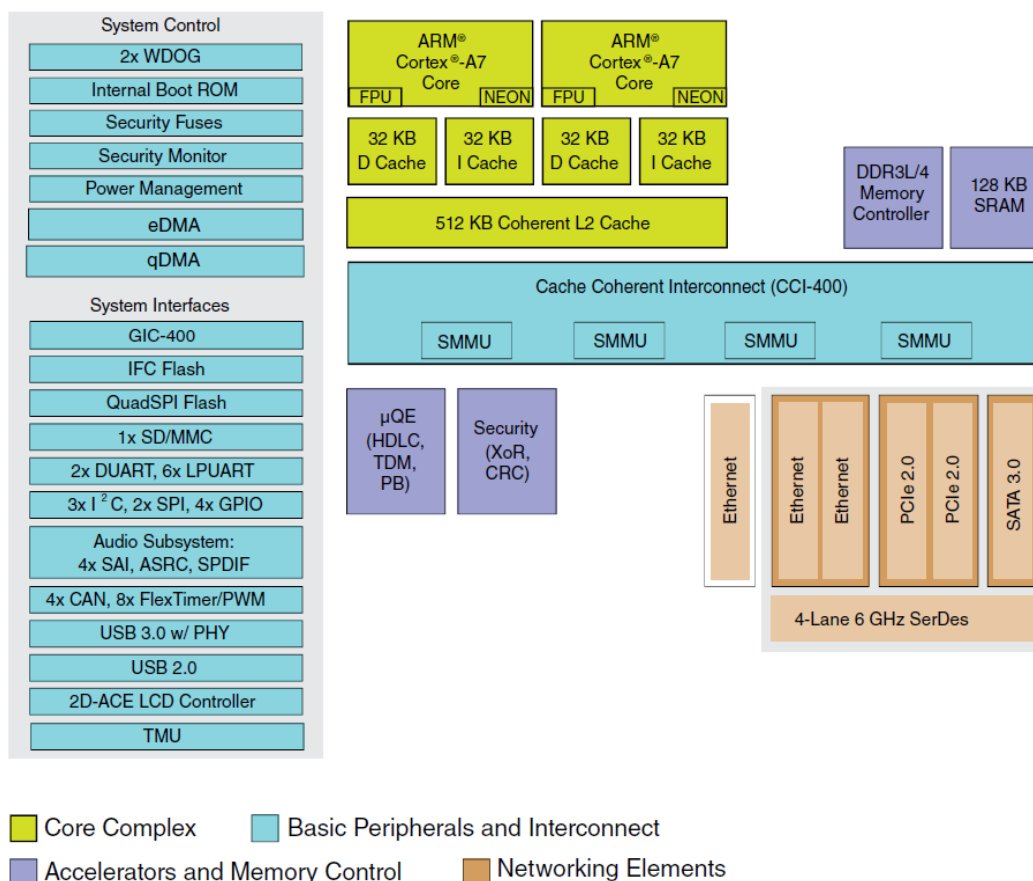 System Control
2x WDOG
Internal Boot ROM
Security Fuses
Security Monitor
Power Management
eDMA
qDMA
System Interfaces
GIC-400
IFC Flash
QuadSPI Flash
1x SD/MMC
2x DUART, 6x LPUART
3x I²C, 2x SPI, 4x GPIO
Audio Subsystem:
4x SAI, ASRC, SPDIF
4x CAN, 8x FlexTimer/PWM
USB 3.0 w/ PHY
USB 2.0
2D-ACE LCD Controller
TMU
ARM®
Cortex®-A7
Core
FPU
NEON
ARM®
Cortex®-A7
Core
FPU
NEON
32 KB
D Cache
32 KB
I Cache
32 KB
D Cache
32 KB
I Cache
512 KB Coherent L2 Cache
DDR3L/4
Memory
Controller
128 KB
SRAM
Cache Coherent Interconnect (CCI-400)
SMMU
SMMU
SMMU
SMMU
µQE
(HDLC,
TDM,
PB)
Security
(XoR,
CRC)
Ethernet
Ethernet
Ethernet
PCIe 2.0
PCIe 2.0
SATA 3.0
4-Lane 6 GHz SerDes
Core Complex
Basic Peripherals and Interconnect
Accelerators and Memory Control
Networking Elements